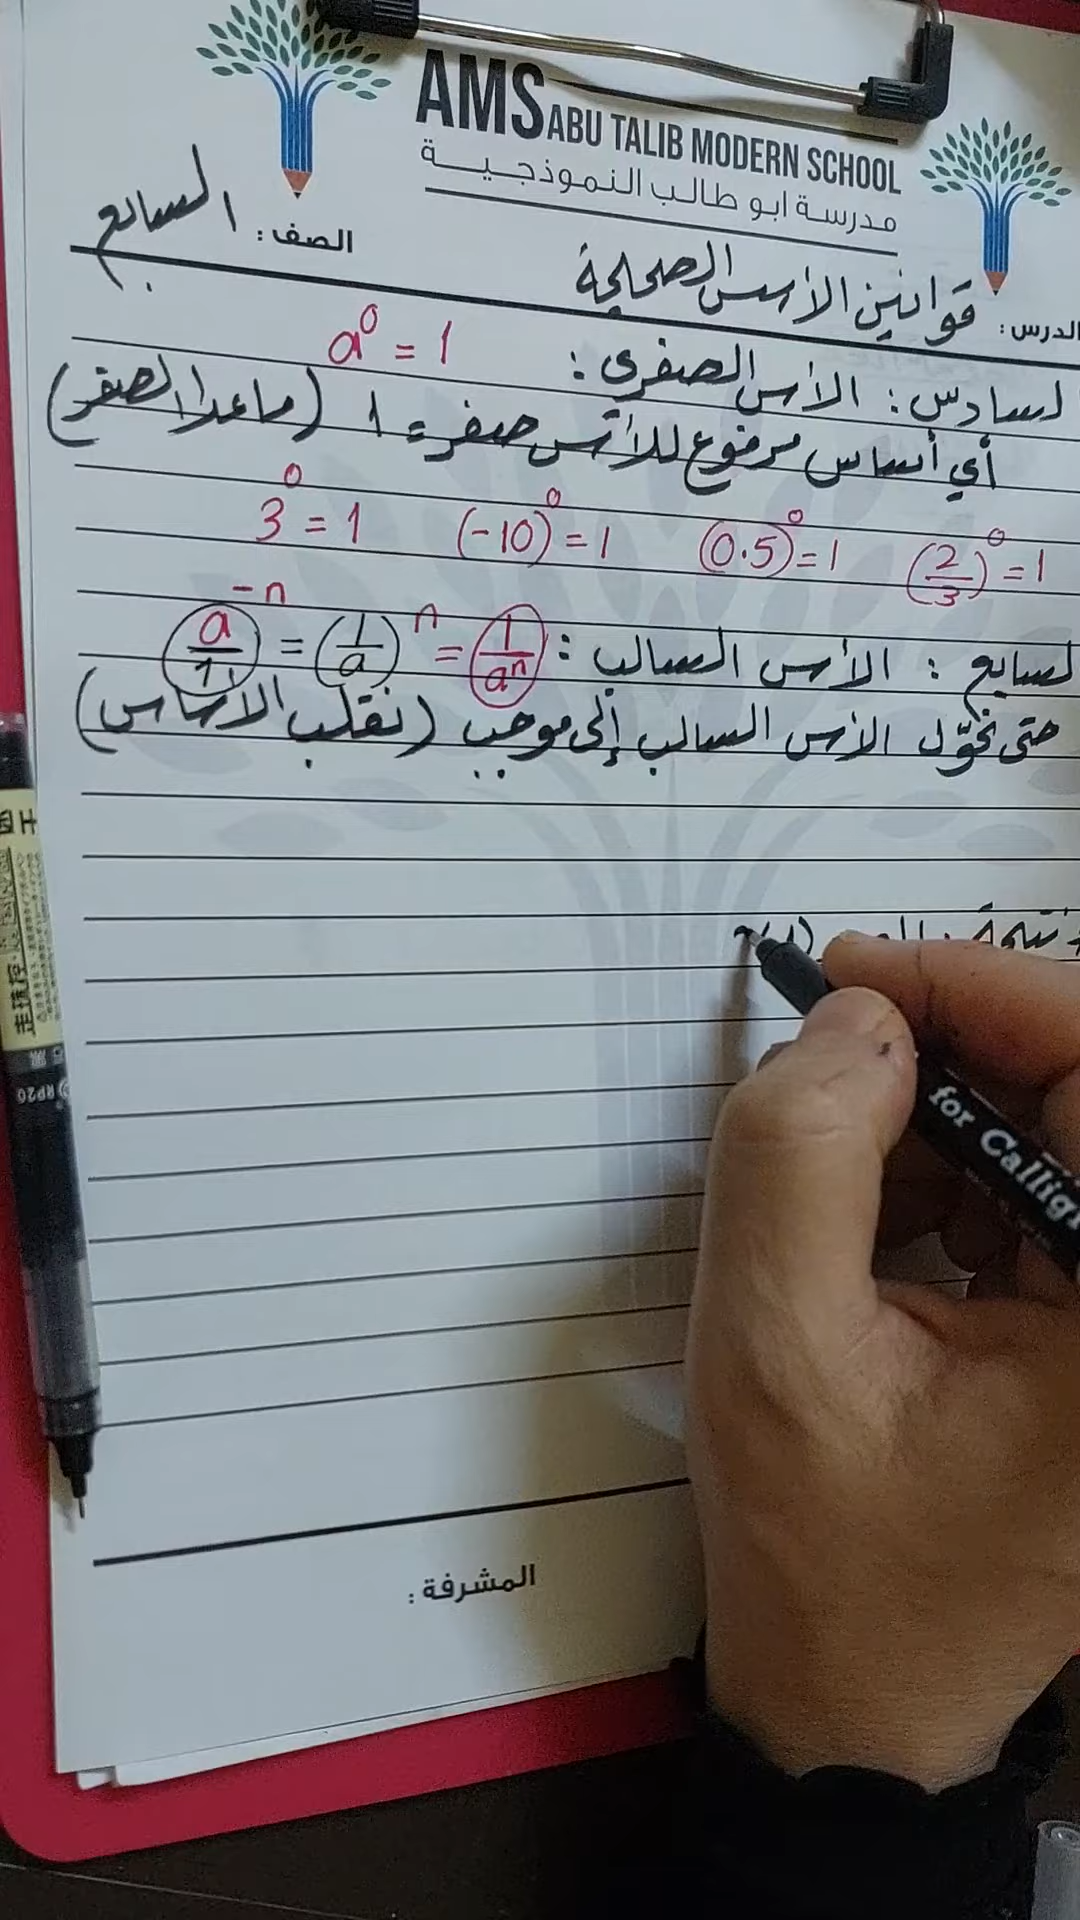 AMS ABU TALIB MODERN SCHOOL
مدرسة ابو طالب النموذجيـــة
الدرس: قوانين الأسس الصحيحة
الصف: السابع
السادس: الأس الصفري: a⁰ = 1
أي أساس مرفوع للأس صفر = 1 (ماعدا الصفر)
3⁰ = 1 (-10)⁰ = 1 (0.5)⁰ = 1 (2/3)⁰ = 1
السابع: الأس السالب: (a/1)⁻ⁿ = (1/a)ⁿ = 1/aⁿ
حتى نحوّل الأس السالب إلى موجب (نقلب الأساس)
for Callig
RP20
المشرفة: